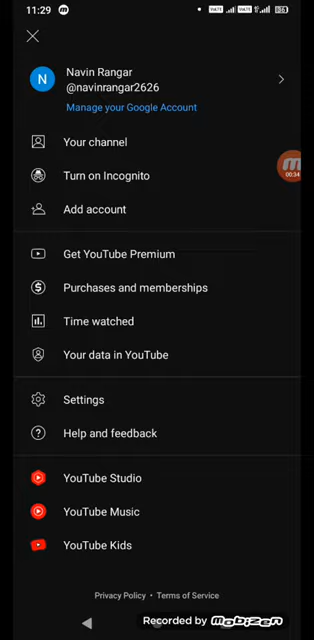 11:29
N
Navin Rangar
@navinrangar2626
Manage your Google Account
Your channel
Turn on Incognito
00:34
Add account
Get YouTube Premium
Purchases and memberships
Time watched
Your data in YouTube
Settings
Help and feedback
YouTube Studio
YouTube Music
YouTube Kids
Privacy Policy • Terms of Service
Recorded by MOBIZEN